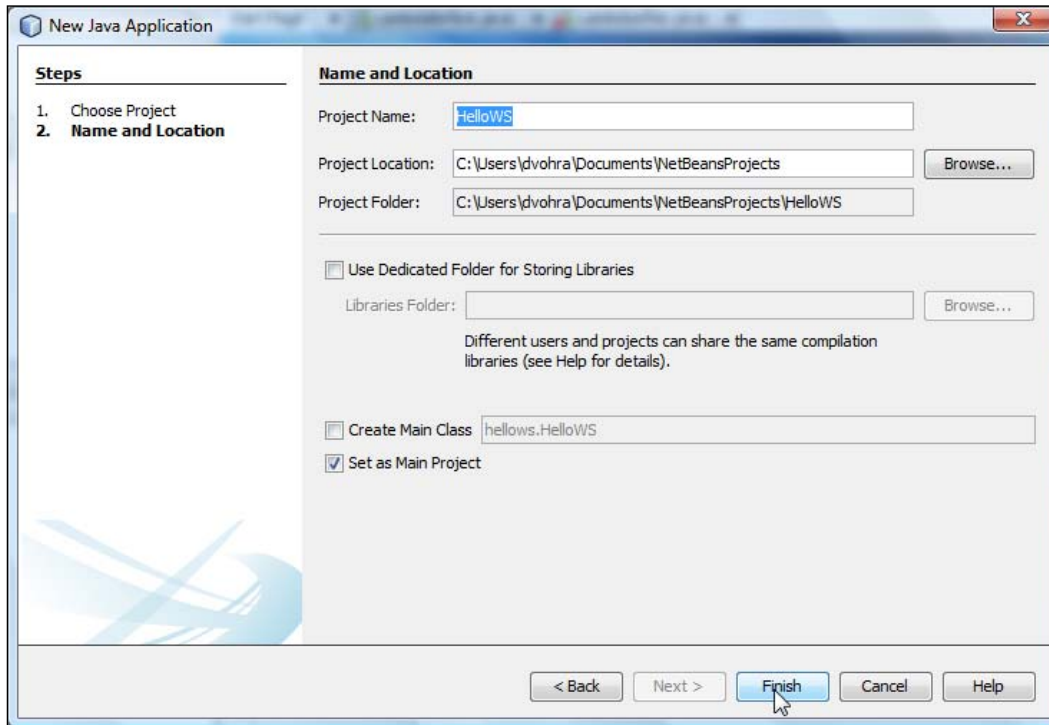 New Java Application
X
Steps
1. Choose Project
2. Name and Location
Name and Location
Project Name: HelloWS
Project Location: C:\Users\dvohra\Documents\NetBeansProjects Browse...
Project Folder: C:\Users\dvohra\Documents\NetBeansProjects\HelloWS
Use Dedicated Folder for Storing Libraries
Libraries Folder: Browse...
Different users and projects can share the same compilation
libraries (see Help for details).
Create Main Class hellows.HelloWS
Set as Main Project
< Back Next > Finish Cancel Help